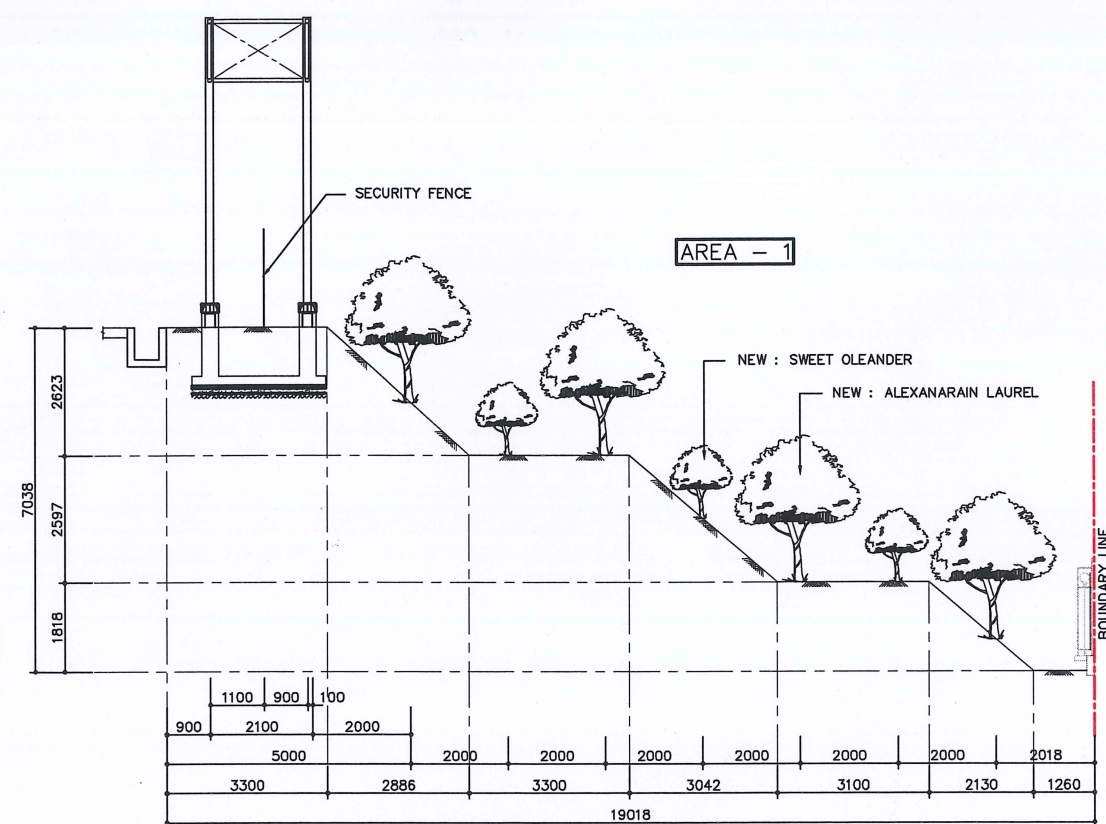 SECURITY FENCE
AREA - 1
NEW : SWEET OLEANDER
NEW : ALEXANARAIN LAUREL
BOUNDARY LINE
2623
7038
2597
1818
1100 900 100
900 2100 2000
5000 2000 2000 2000 2000 2000 2000 2018
3300 2886 3300 3042 3100 2130 1260
19018